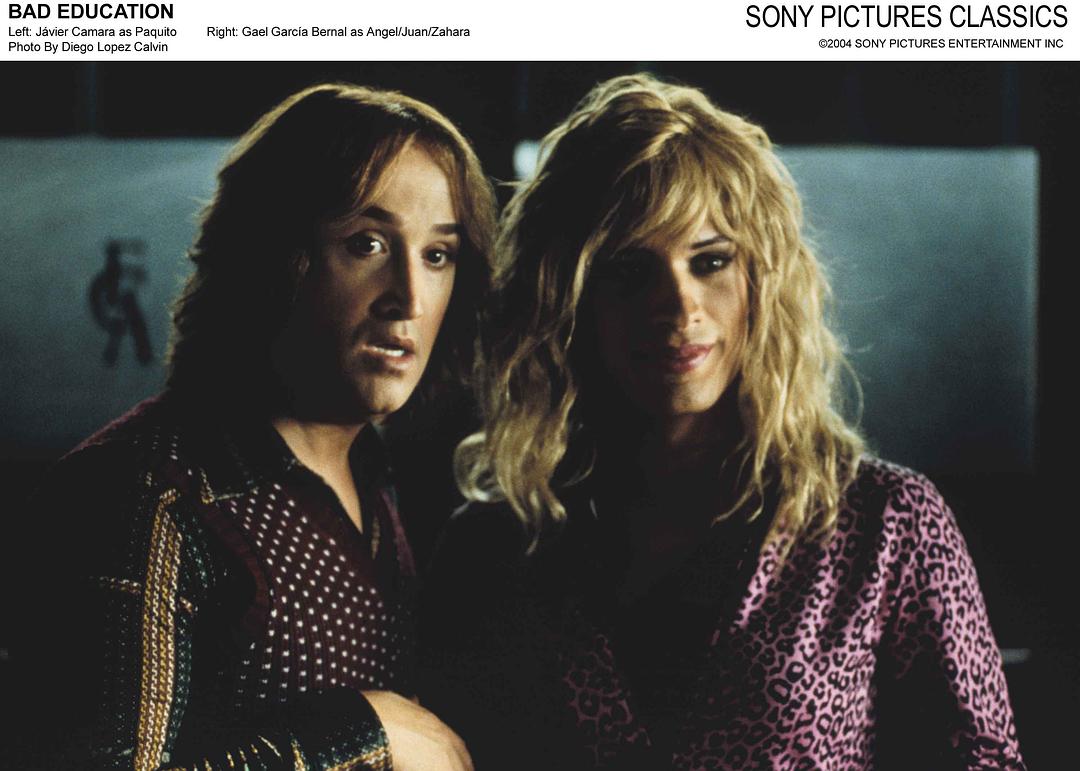 BAD EDUCATION
Left: Jávier Camara as Paquito Right: Gael García Bernal as Angel/Juan/Zahara
Photo By Diego Lopez Calvin
SONY PICTURES CLASSICS
©2004 SONY PICTURES ENTERTAINMENT INC